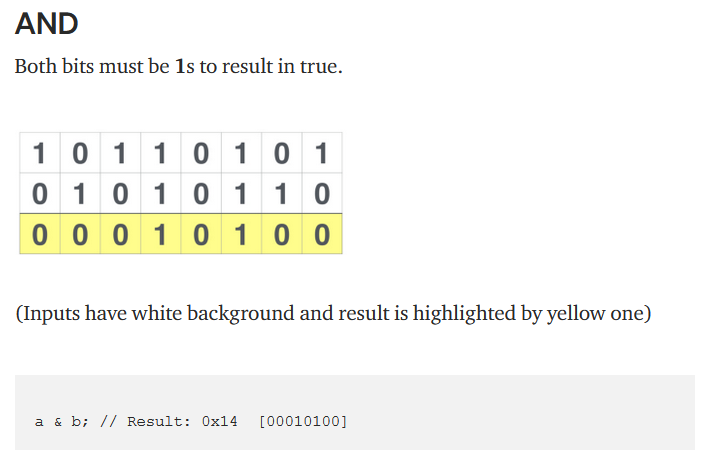 AND
Both bits must be 1s to result in true.
1 0 1 1 0 1 0 1
0 1 0 1 0 1 1 0
0 0 0 1 0 1 0 0
(Inputs have white background and result is highlighted by yellow one)
a & b; // Result: 0x14  [00010100]